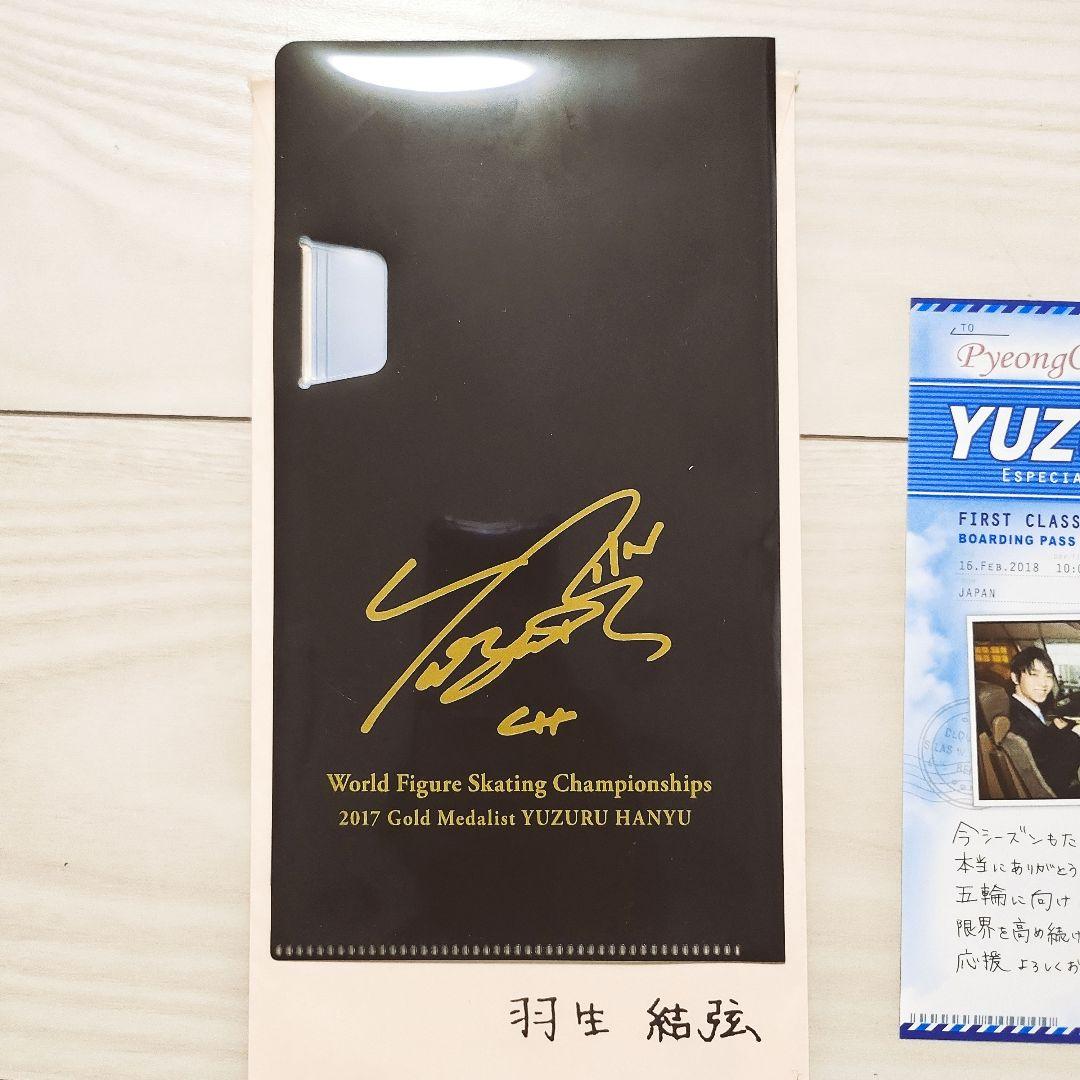 World Figure Skating Championships
2017 Gold Medalist YUZURU HANYU
羽生 結弦
TO
Pyeong
YUZ
ESPECIA
FIRST CLASS
BOARDING PASS
16.FEB.2018 10:0
JAPAN
今シーズンもた
本当にありがとう
五輪に向け
限界を高め続け
応援よろしくお